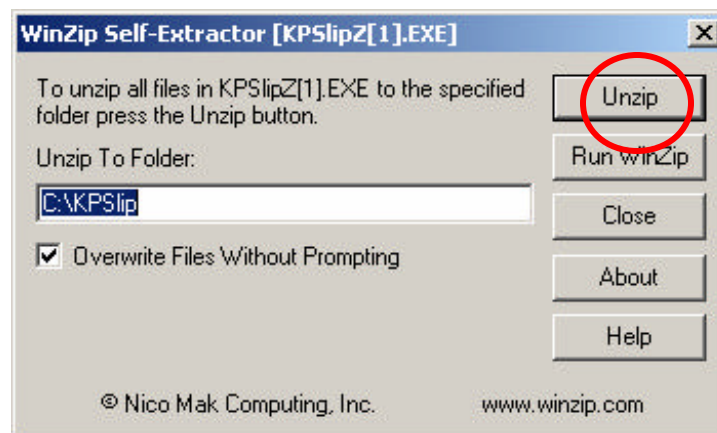 WinZip Self-Extractor [KPSlipZ[1].EXE]
To unzip all files in KPSlipZ[1].EXE to the specified
folder press the Unzip button.
Unzip To Folder:
C:\KPSlip
Overwrite Files Without Prompting
Unzip
Run WinZip
Close
About
Help
© Nico Mak Computing, Inc. www.winzip.com